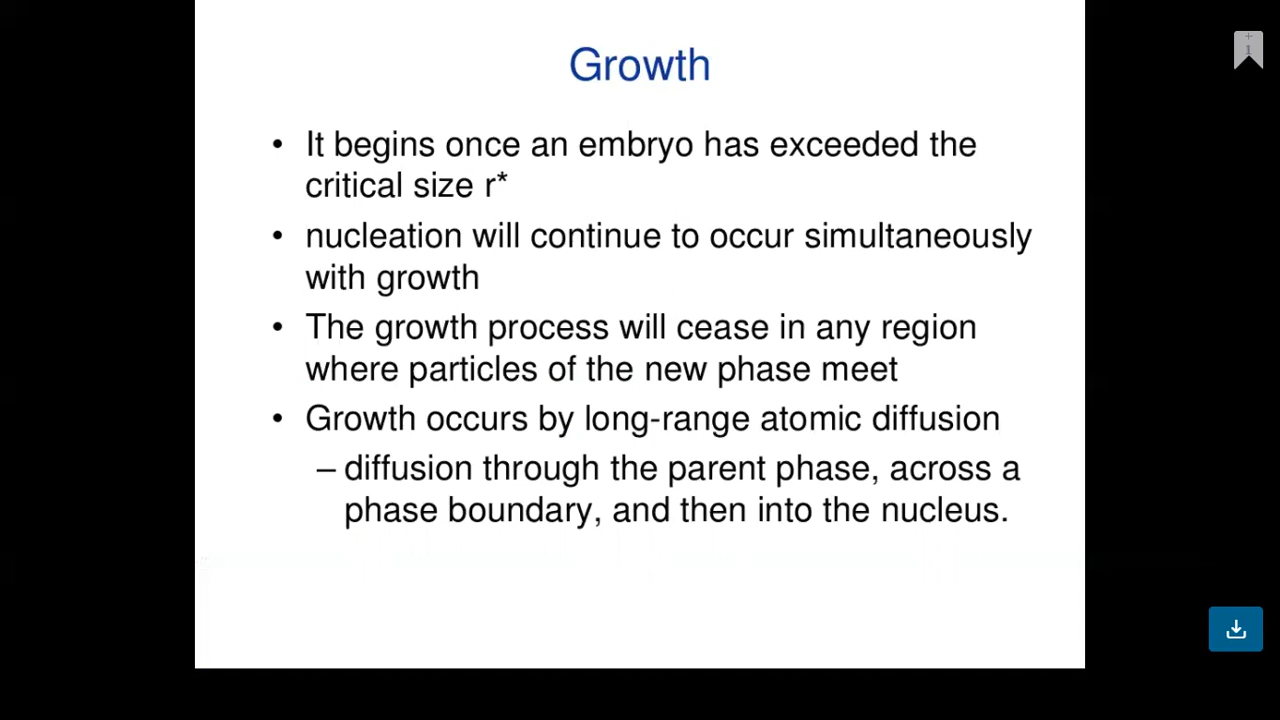 Growth
• It begins once an embryo has exceeded the
critical size r*
• nucleation will continue to occur simultaneously
with growth
• The growth process will cease in any region
where particles of the new phase meet
• Growth occurs by long-range atomic diffusion
– diffusion through the parent phase, across a
phase boundary, and then into the nucleus.
+
1